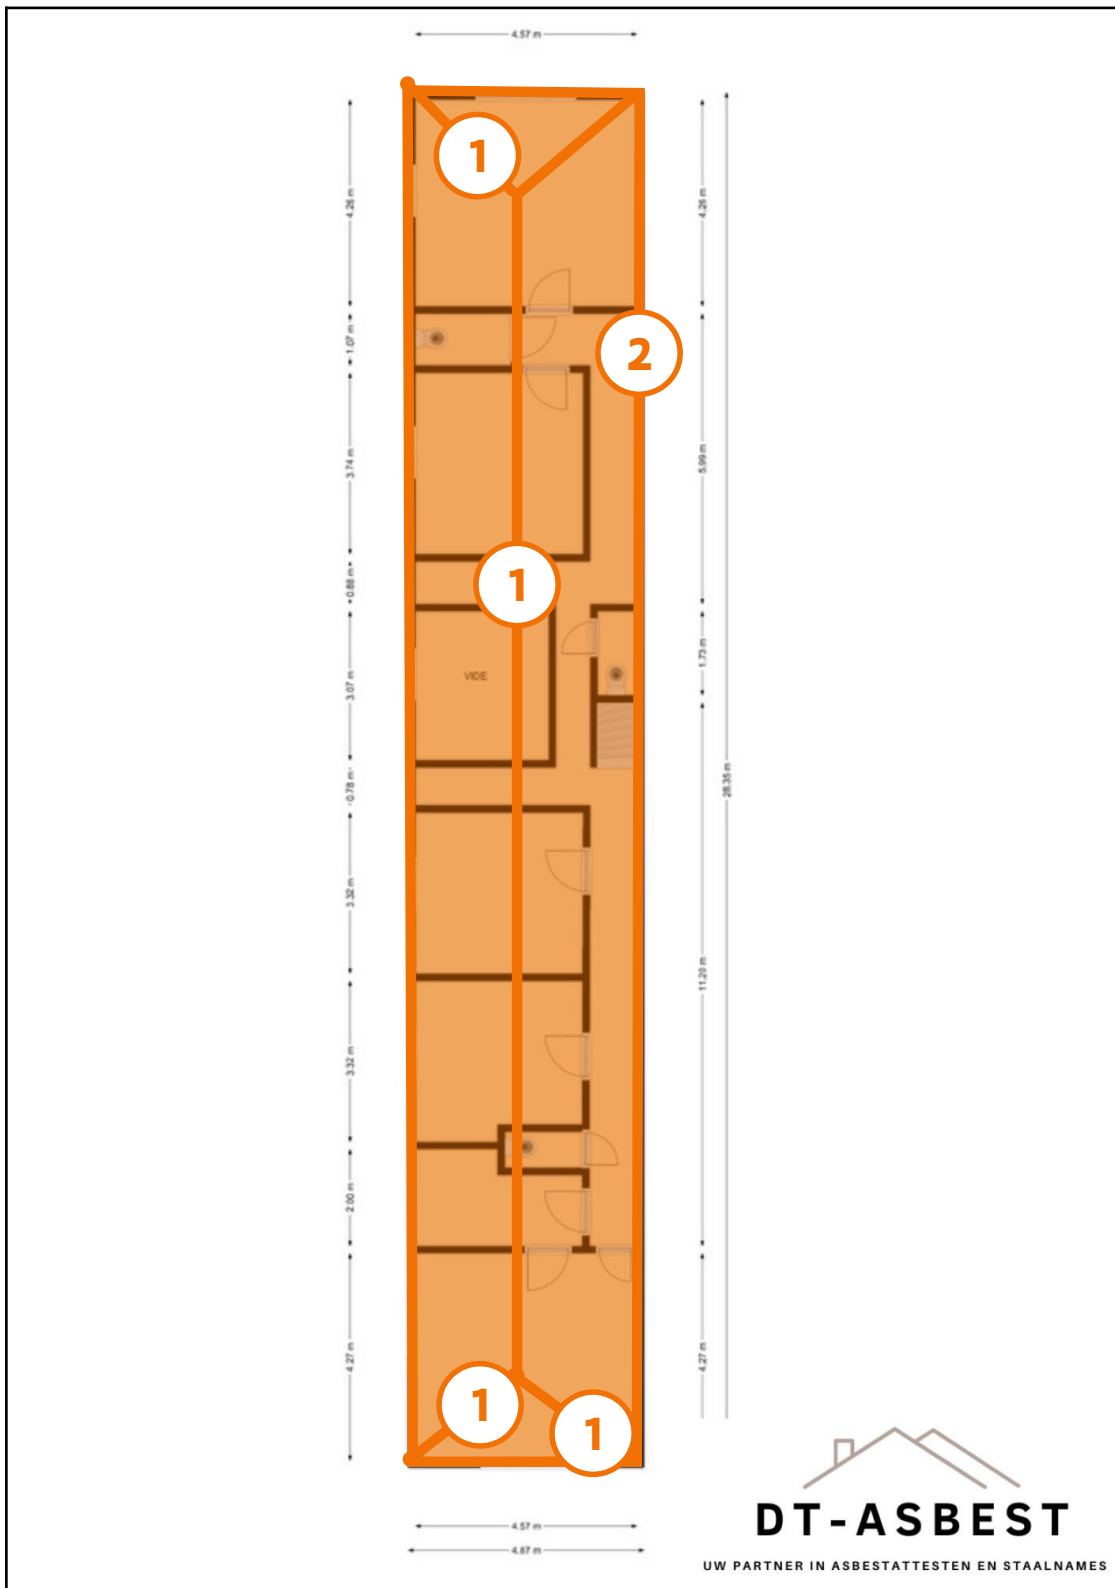 4.57 m
1
4.26 m
4.26 m
1.07 m
2
3.74 m
5.99 m
0.88 m
1
1.73 m
3.07 m
VIDE
28.35 m
0.78 m
3.32 m
11.20 m
3.32 m
2.00 m
4.27 m
4.27 m
1
1
4.57 m
4.87 m
DT-ASBEST
UW PARTNER IN ASBESTATTESTEN EN STAALNAMES